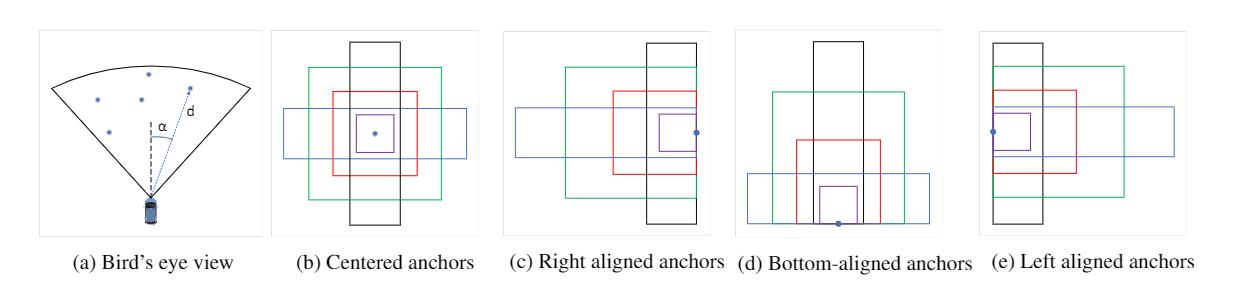 d
α
(a) Bird's eye view
(b) Centered anchors
(c) Right aligned anchors
(d) Bottom-aligned anchors
(e) Left aligned anchors